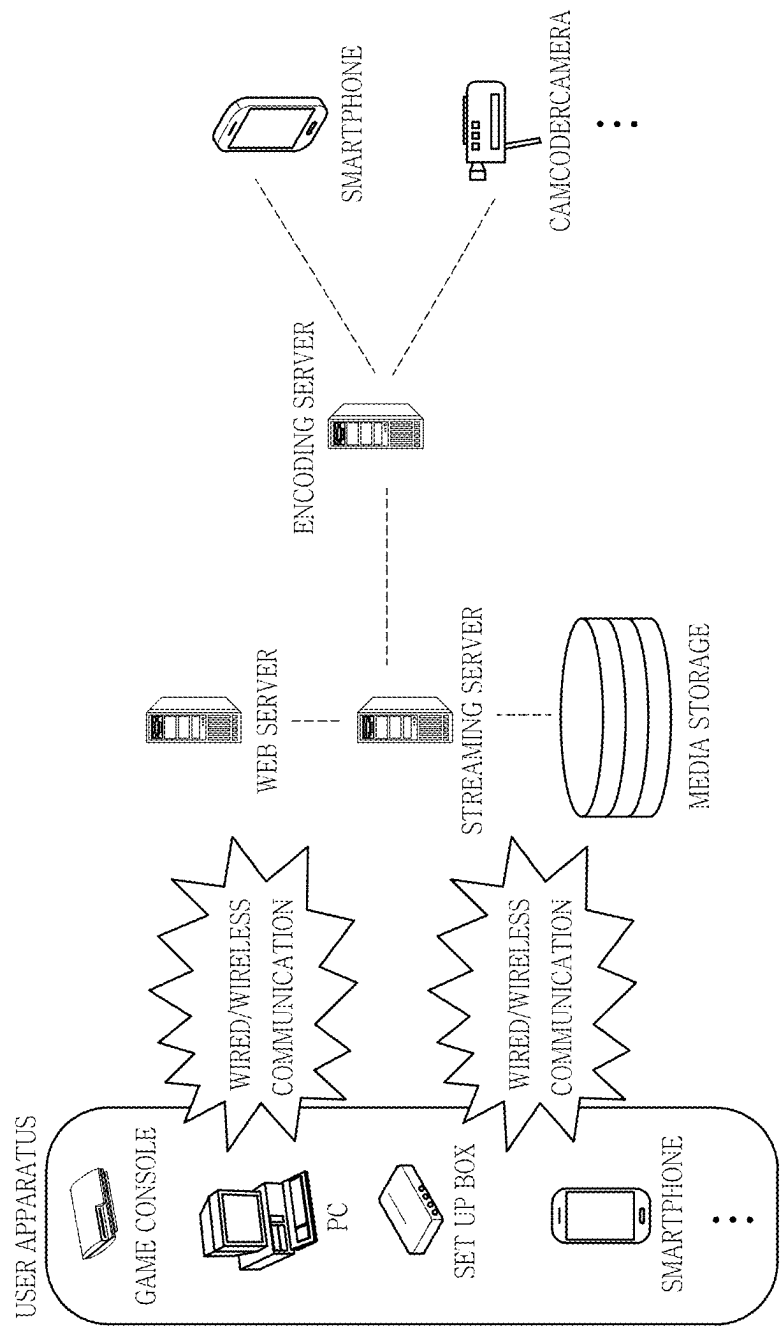 USER APPARATUS
GAME CONSOLE
PC
SET UP BOX
SMARTPHONE
WIRED/WIRELESS
COMMUNICATION
WIRED/WIRELESS
COMMUNICATION
WEB SERVER
STREAMING SERVER
MEDIA STORAGE
ENCODING SERVER
SMARTPHONE
CAMCODERCAMERA